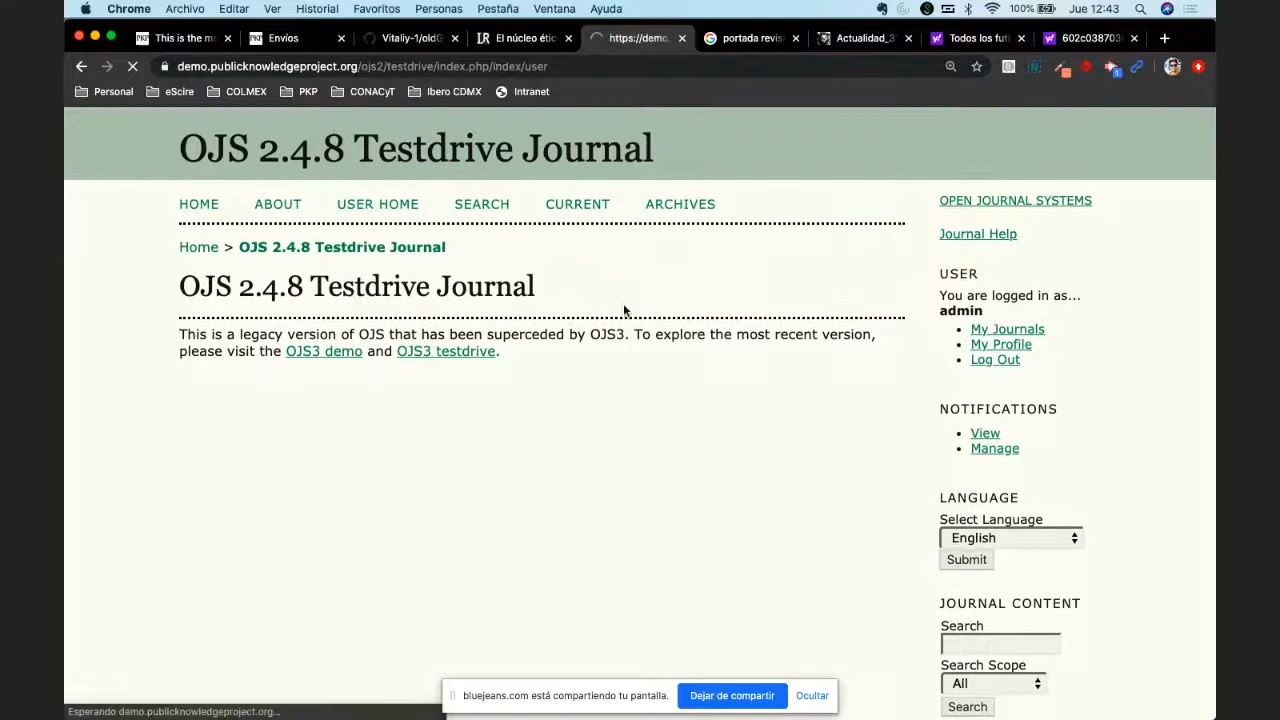 Chrome Archivo Editar Ver Historial Favoritos Personas Pestaña Ventana Ayuda 100% Jue 12:43
This is the m Envíos Vitaliy-1/oldG El núcleo étic https://demo. portada revis Actualidad_3 Todos los fut 602c038703
demo.publicknowledgeproject.org/ojs2/testdrive/index.php/index/user
Personal eScire COLMEX PKP CONACyT Ibero CDMX Intranet
OJS 2.4.8 Testdrive Journal
HOME ABOUT USER HOME SEARCH CURRENT ARCHIVES
Home > OJS 2.4.8 Testdrive Journal
OJS 2.4.8 Testdrive Journal
This is a legacy version of OJS that has been superceded by OJS3. To explore the most recent version,
please visit the OJS3 demo and OJS3 testdrive.
OPEN JOURNAL SYSTEMS
Journal Help
USER
You are logged in as...
admin
My Journals
My Profile
Log Out
NOTIFICATIONS
View
Manage
LANGUAGE
Select Language
English
Submit
JOURNAL CONTENT
Search
Search Scope
All
Search
bluejeans.com está compartiendo tu pantalla. Dejar de compartir Ocultar
Esperando demo.publicknowledgeproject.org...